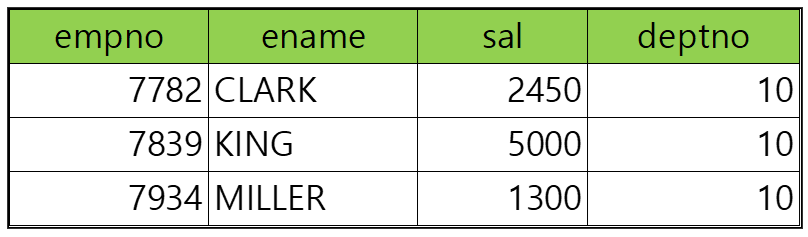 empno ename sal deptno
7782 CLARK 2450 10
7839 KING 5000 10
7934 MILLER 1300 10